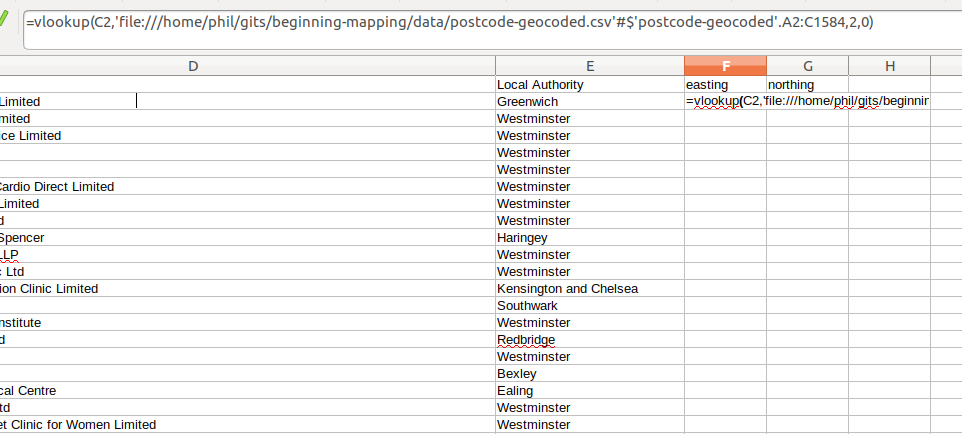 =vlookup(C2,'file:///home/phil/gits/beginning-mapping/data/postcode-geocoded.csv'#$'postcode-geocoded'.A2:C1584,2,0)
D E F G H
Local Authority easting northing
Limited Greenwich =vlookup(C2,'file:///home/phil/gits/beginnin
mited Westminster
ice Limited Westminster
Westminster
Westminster
Cardio Direct Limited Westminster
Limited Westminster
d Westminster
Spencer Haringey
LLP Westminster
c Ltd Westminster
ion Clinic Limited Kensington and Chelsea
Southwark
nstitute Westminster
d Redbridge
Westminster
Bexley
cal Centre Ealing
td Westminster
et Clinic for Women Limited Westminster